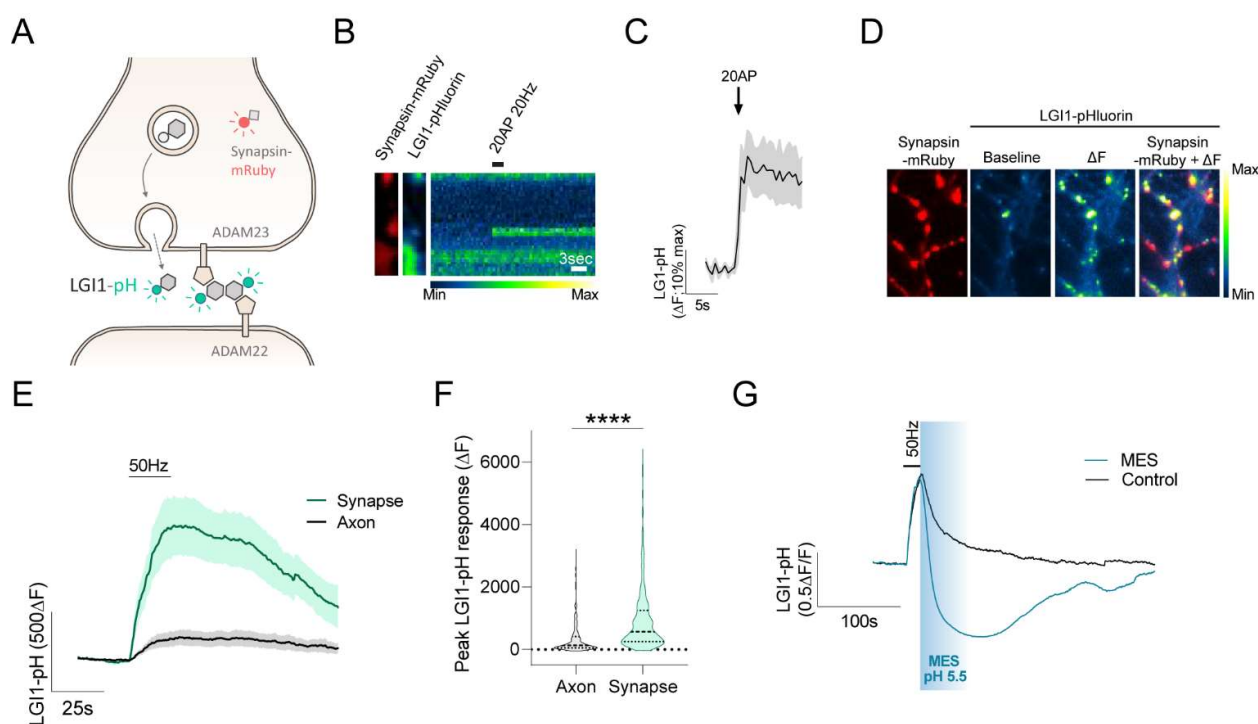 A
Synapsin-
mRuby
ADAM23
LGI1-pH
ADAM22
B
Synapsin-mRuby
LGI1-pHluorin
20AP 20Hz
3sec
Min
Max
C
20AP
LG1-pH
(ΔF:10% max)
5s
D
LGI1-pHluorin
Synapsin
-mRuby
Baseline
ΔF
Synapsin
-mRuby + ΔF
Max
Min
E
50Hz
Synapse
Axon
LGI1-pH (500ΔF)
25s
F
****
Peak LGI1-pH response (ΔF)
6000
4000
2000
0
Axon
Synapse
G
50Hz
MES
Control
LGI1-pH
(0.5ΔF/F)
100s
MES
pH 5.5